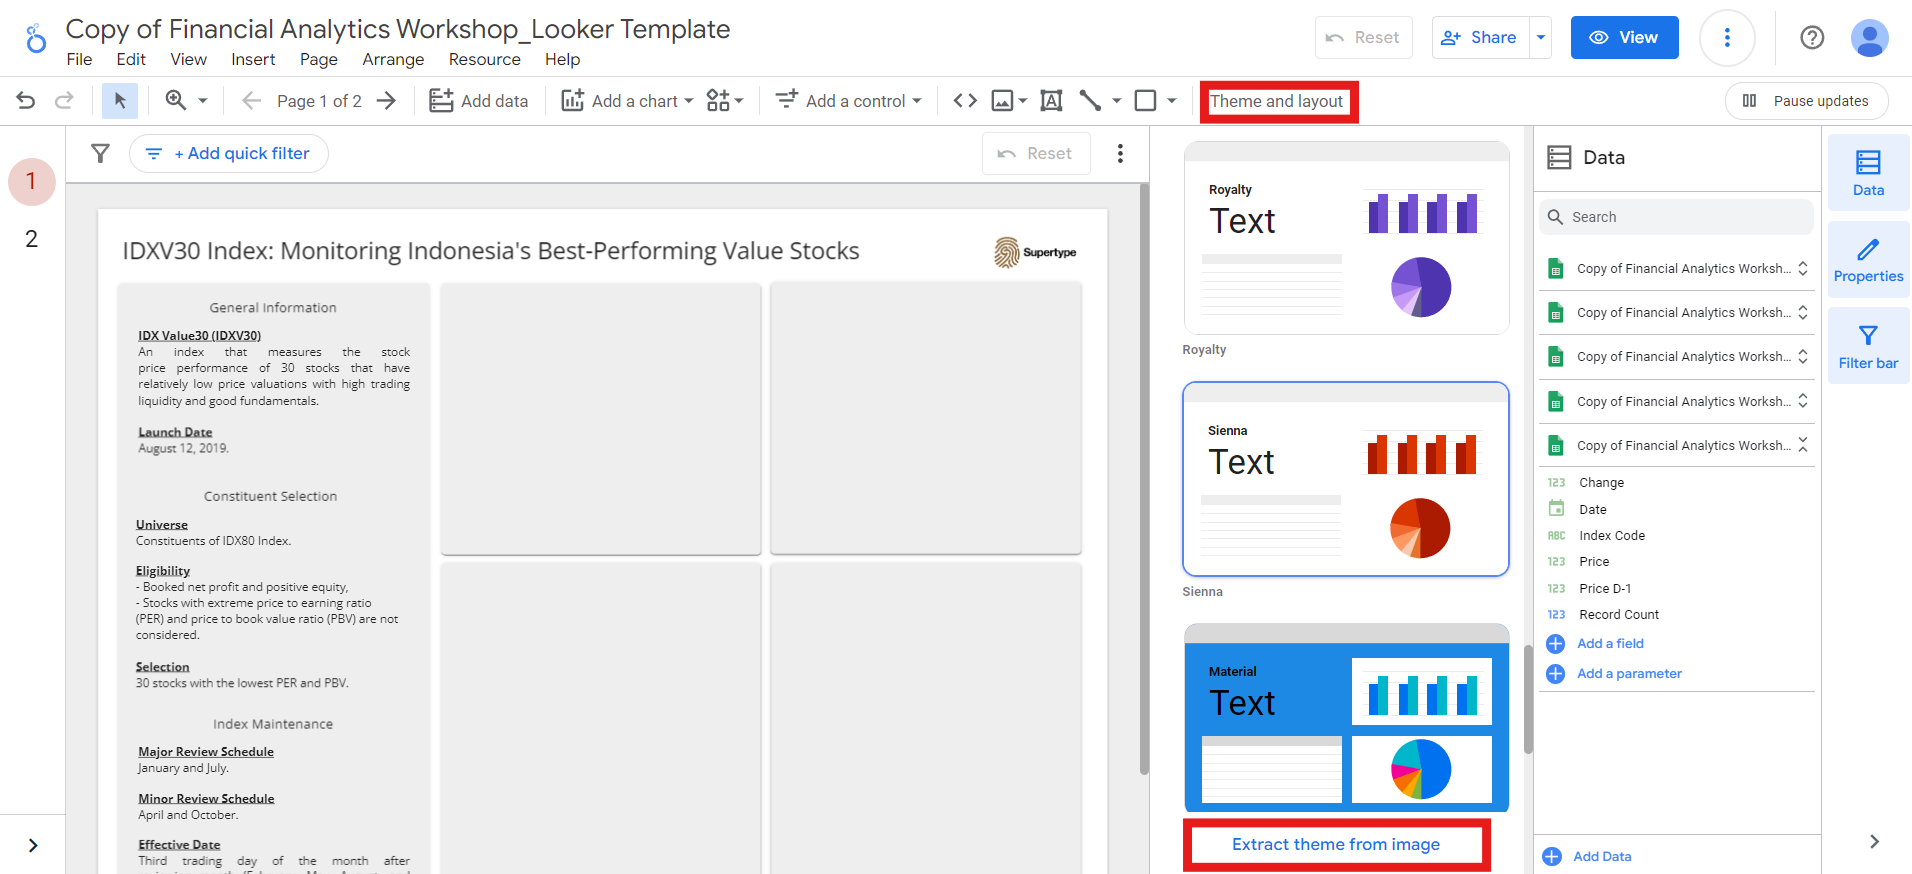 Copy of Financial Analytics Workshop_Looker Template
File Edit View Insert Page Arrange Resource Help
Reset
Share
View
Page 1 of 2
Add data
Add a chart
Add a control
Theme and layout
Pause updates
1
2
+ Add quick filter
Reset
IDXV30 Index: Monitoring Indonesia's Best-Performing Value Stocks
Supertype
General Information
IDX Value30 (IDXV30)
An index that measures the stock
price performance of 30 stocks that have
relatively low price valuations with high trading
liquidity and good fundamentals.
Launch Date
August 12, 2019.
Constituent Selection
Universe
Constituents of IDX80 Index.
Eligibility
- Booked net profit and positive equity,
- Stocks with extreme price to earning ratio
(PER) and price to book value ratio (PBV) are not
considered.
Selection
30 stocks with the lowest PER and PBV.
Index Maintenance
Major Review Schedule
January and July.
Minor Review Schedule
April and October.
Effective Date
Third trading day of the month after
Royalty
Text
Royalty
Sienna
Text
Sienna
Material
Text
Extract theme from image
Data
Search
Copy of Financial Analytics Worksh...
Copy of Financial Analytics Worksh...
Copy of Financial Analytics Worksh...
Copy of Financial Analytics Worksh...
Copy of Financial Analytics Worksh...
123 Change
Date
ABC Index Code
123 Price
123 Price D-1
123 Record Count
Add a field
Add a parameter
Add Data
Data
Properties
Filter bar